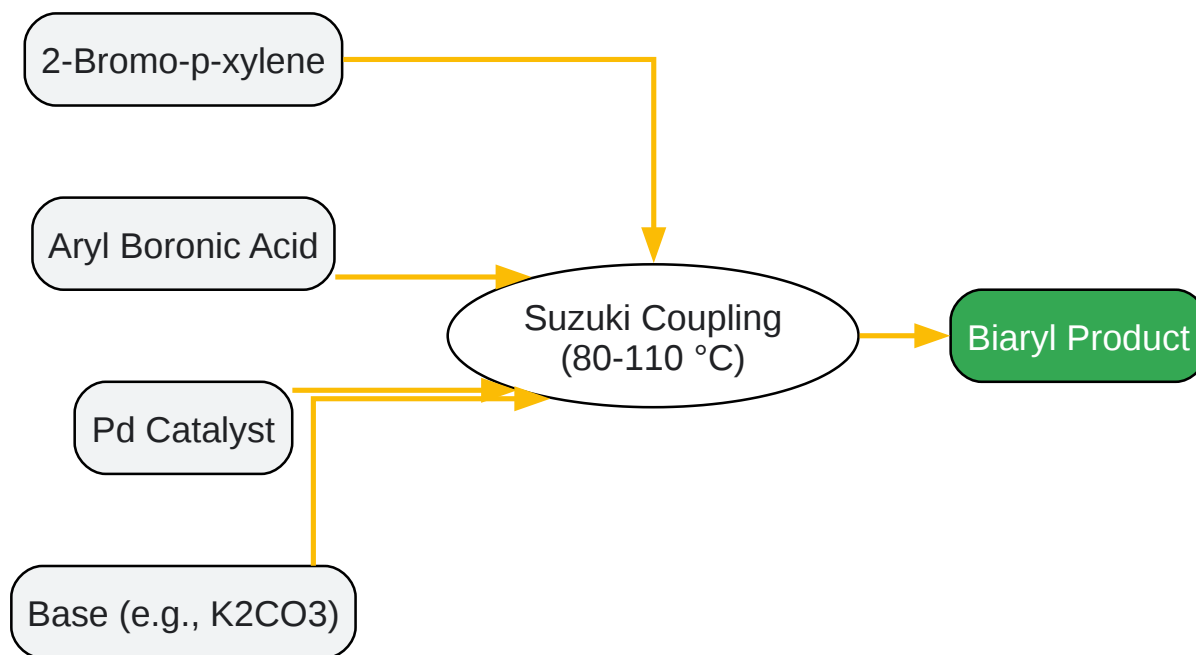 2-Bromo-p-xylene
Aryl Boronic Acid
Suzuki Coupling
(80-110 °C)
Biaryl Product
Pd Catalyst
Base (e.g., K2CO3)